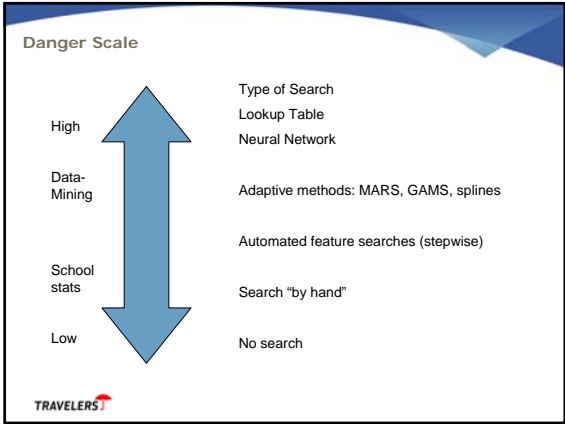 Danger Scale
Type of Search
High
Lookup Table
Neural Network
Data-
Mining
Adaptive methods: MARS, GAMS, splines
Automated feature searches (stepwise)
School
stats
Search “by hand”
Low
No search
TRAVELERS